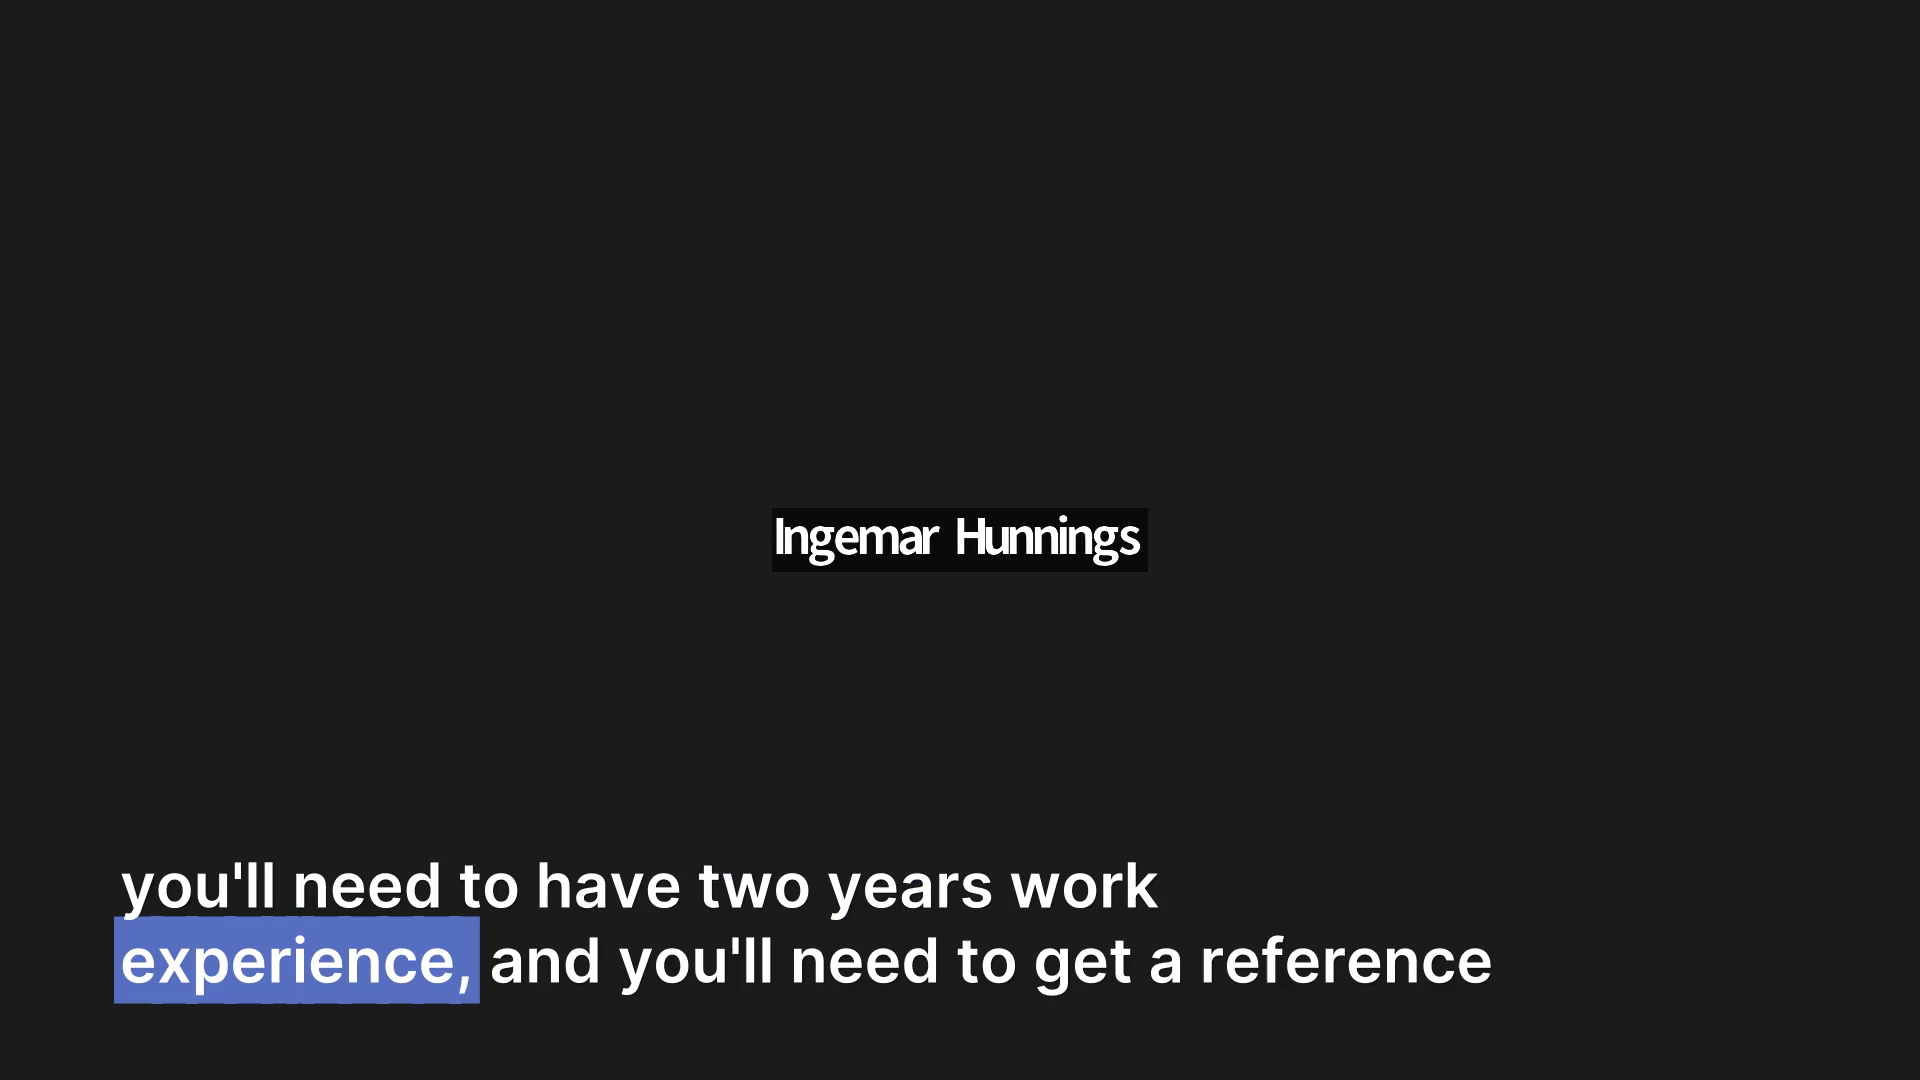 Ingemar Hunnings
you'll need to have two years work
experience, and you'll need to get a reference